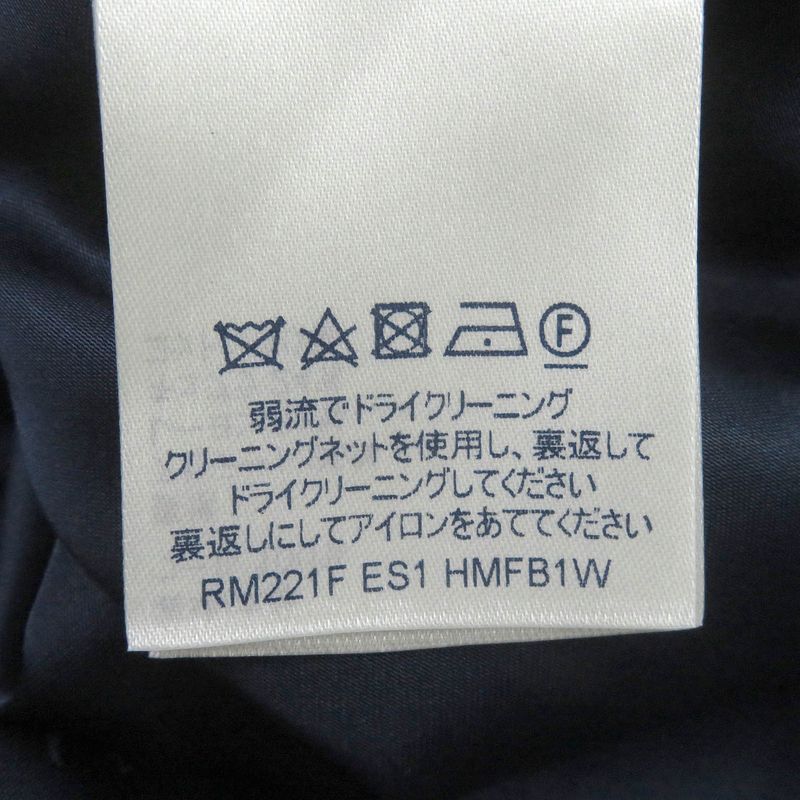 F
弱流でドライクリーニング
クリーニングネットを使用し、裏返して
ドライクリーニングしてください
裏返しにしてアイロンをあててください
RM221F ES1 HMFB1W